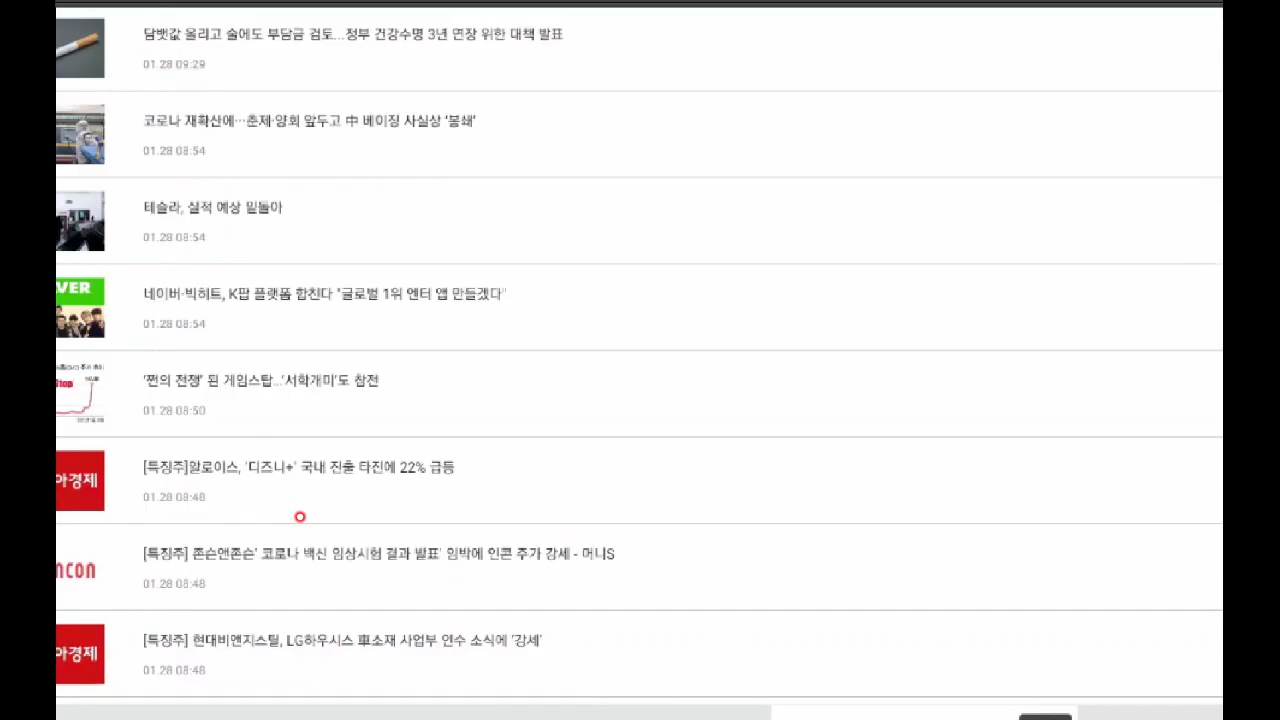 담뱃값 올리고 술에도 부담금 검토...정부 건강수명 3년 연장 위한 대책 발표
01.28 09:29
코로나 재확산에…춘제·양회 앞두고 中 베이징 사실상 '봉쇄'
01.28 08:54
테슬라, 실적 예상 밑돌아
01.28 08:54
VER
네이버·빅히트, K팝 플랫폼 합친다 "글로벌 1위 엔터 앱 만들겠다"
01.28 08:54
'쩐의 전쟁' 된 게임스탑...'서학개미'도 참전
01.28 08:50
[특징주]알로이스, '디즈니+' 국내 진출 타진에 22% 급등
아경제
01.28 08:48
[특징주] 존슨앤존슨' 코로나 백신 임상시험 결과 발표' 임박에 인콘 주가 강세 - 머니S
ncon
01.28 08:48
[특징주] 현대비앤지스틸, LG하우시스 車소재 사업부 인수 소식에 '강세'
아경제
01.28 08:48